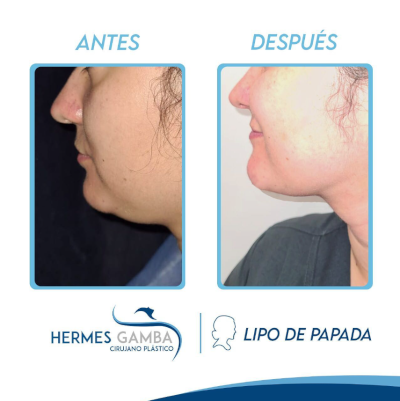 ANTES
DESPUÉS
HERMES GAMBA
CIRUJANO PLÁSTICO
LIPO DE PAPADA